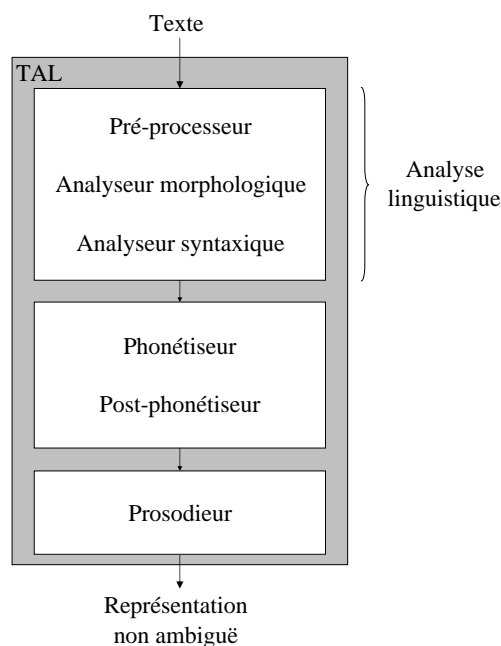 Texte
TAL
Pré-processeur
Analyseur morphologique
Analyseur syntaxique
Analyse
linguistique
Phonétiseur
Post-phonétiseur
Prosodieur
Représentation
non ambiguë